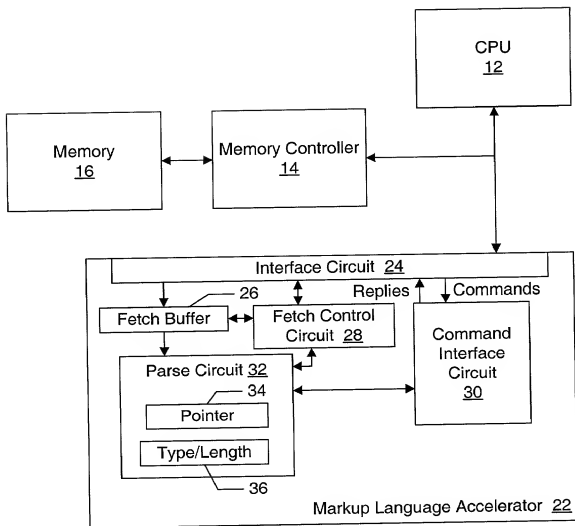 CPU
12
Memory
16
Memory Controller
14
Interface Circuit 24
Replies
Commands
26
Fetch Buffer
Fetch Control
Circuit 28
Command
Interface
Circuit
30
Parse Circuit 32
34
Pointer
Type/Length
36
Markup Language Accelerator 22